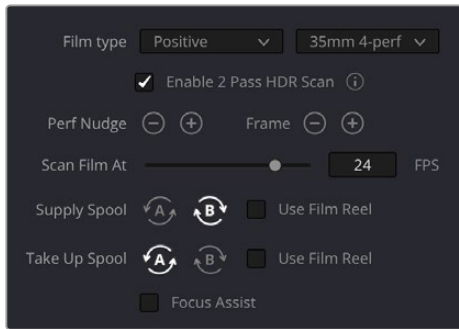 Film type Positive 35mm 4-perf
Enable 2 Pass HDR Scan i
Perf Nudge Frame
Scan Film At 24 FPS
Supply Spool A B Use Film Reel
Take Up Spool A B Use Film Reel
Focus Assist